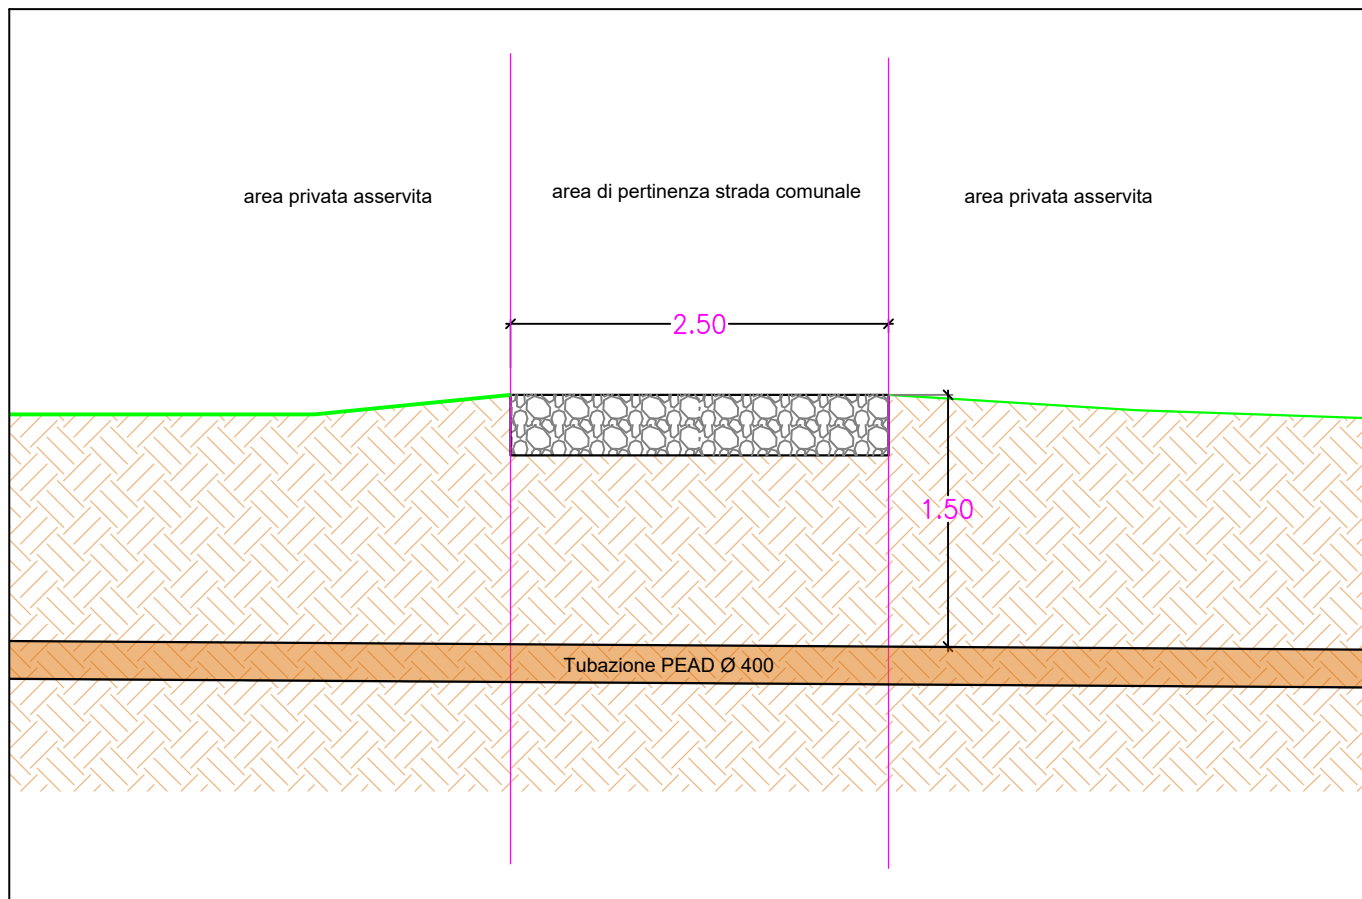 area privata asservita
area di pertinenza strada comunale
area privata asservita
2.50
1.50
Tubazione PEAD Ø 400